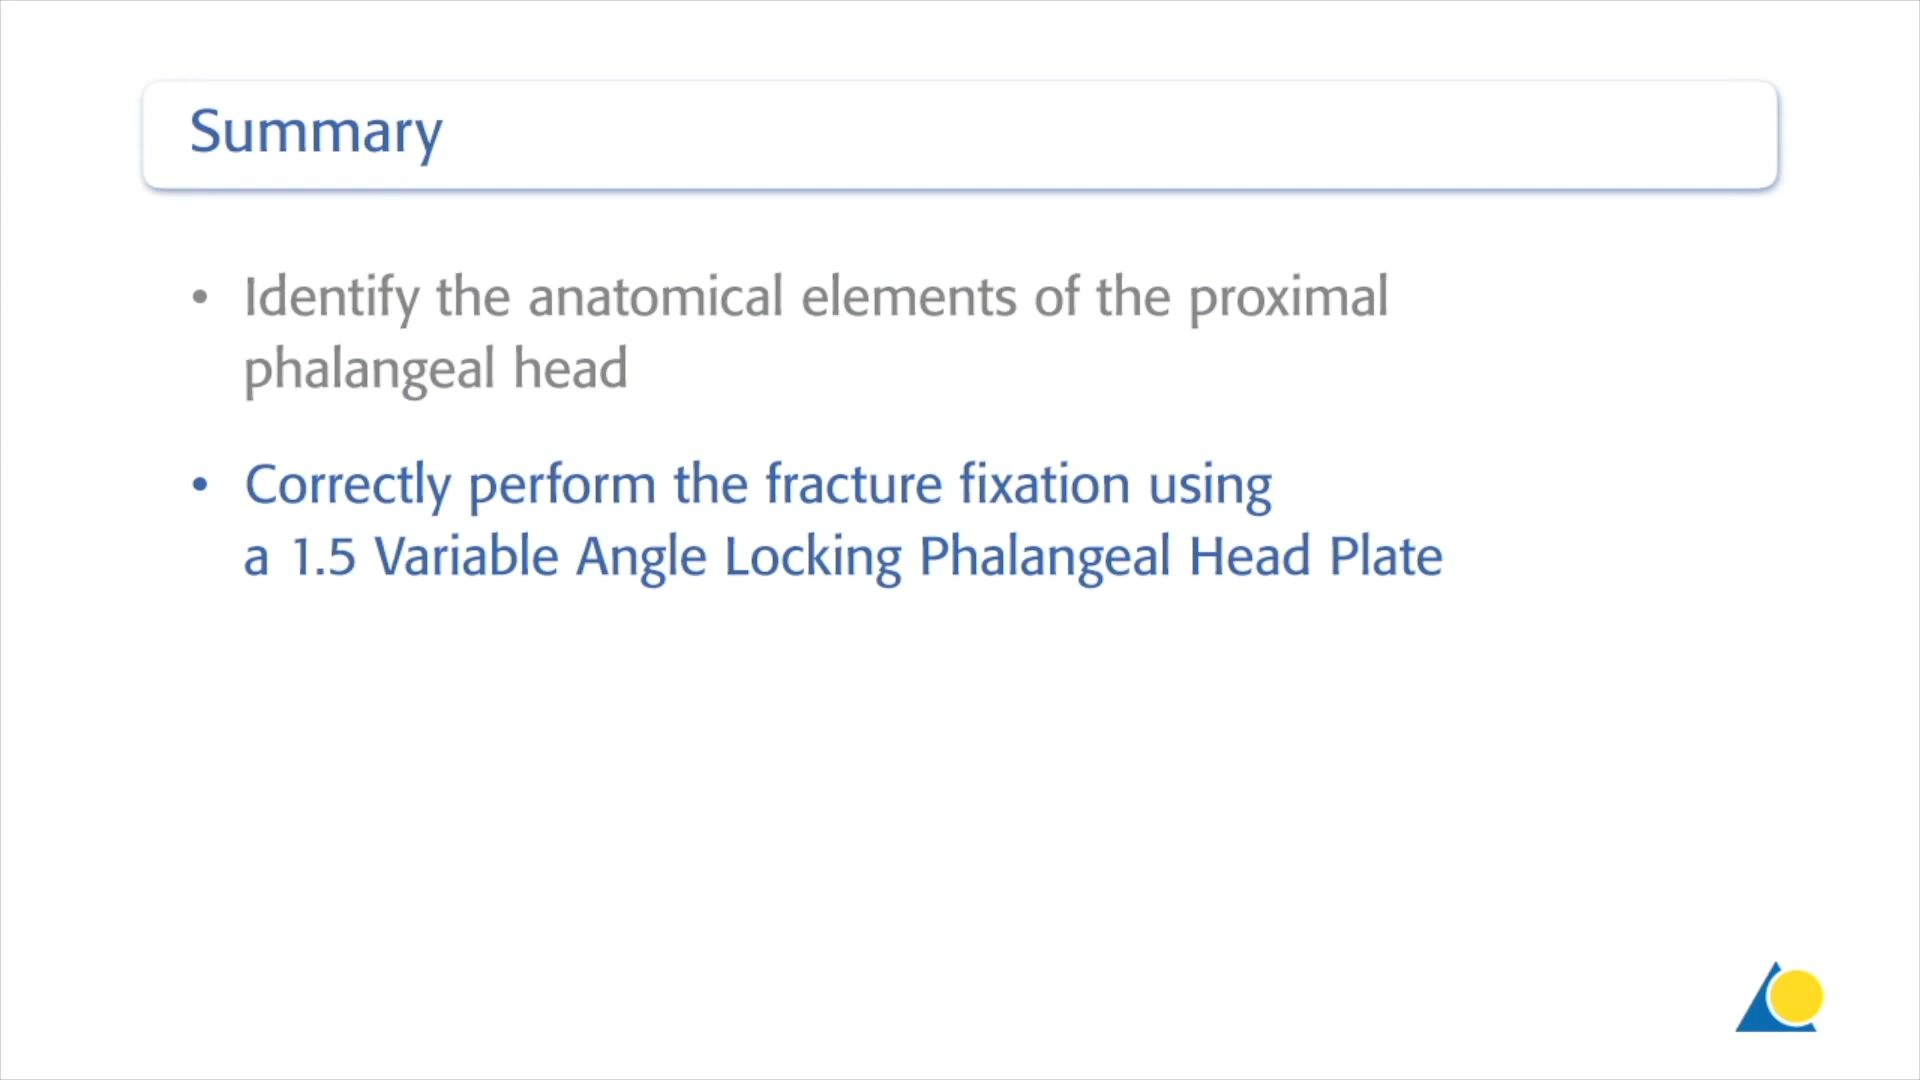 Summary
• Identify the anatomical elements of the proximal
phalangeal head
• Correctly perform the fracture fixation using
a 1.5 Variable Angle Locking Phalangeal Head Plate